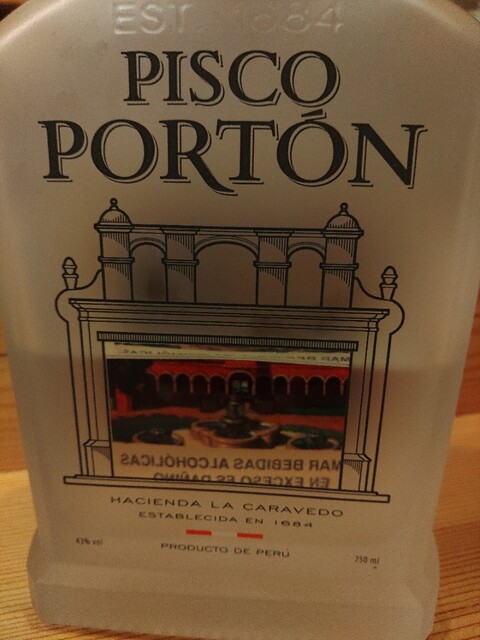 EST 1684
PISCO
PORTÓN
MAR BEBIDAS ALCOHÓLICAS
EN EXCESO ES DAÑINO
HACIENDA LA CARAVEDO
ESTABLECIDA EN 1684
43% vol
PRODUCTO DE PERÚ
750 ml